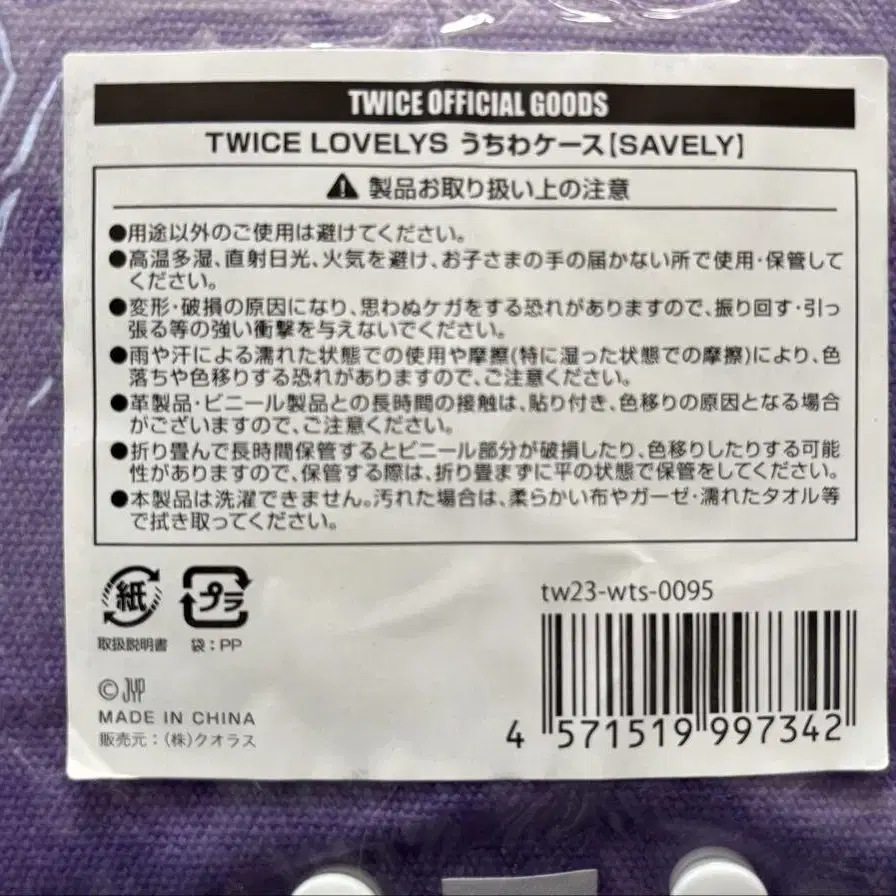 TWICE OFFICIAL GOODS
TWICE LOVELYS うちわケース【SAVELY】
製品お取り扱い上の注意
●用途以外のご使用は避けてください。
●高温多湿、直射日光、火気を避け、お子さまの手の届かない所で使用・保管して
ください。
●変形・破損の原因になり、思わぬケガをする恐れがありますので、振り回す・引っ
張る等の強い衝撃を与えないでください。
●雨や汗による濡れた状態での使用や摩擦(特に湿った状態での摩擦)により、色
落ちや色移りする恐れがありますので、ご注意ください。
●革製品・ビニール製品との長時間の接触は、貼り付き、色移りの原因となる場合
がございますので、ご注意ください。
●折り畳んで長時間保管するとビニール部分が破損したり、色移りしたりする可能
性がありますので、保管する際は、折り畳まずに平の状態で保管をしてください。
●本製品は洗濯できません。汚れた場合は、柔らかい布やガーゼ・濡れたタオル等
で拭き取ってください。
紙 プラ
取扱説明書 袋:PP
tw23-wts-0095
© JYP
MADE IN CHINA
販売元:(株)クオラス
4 571519 997342